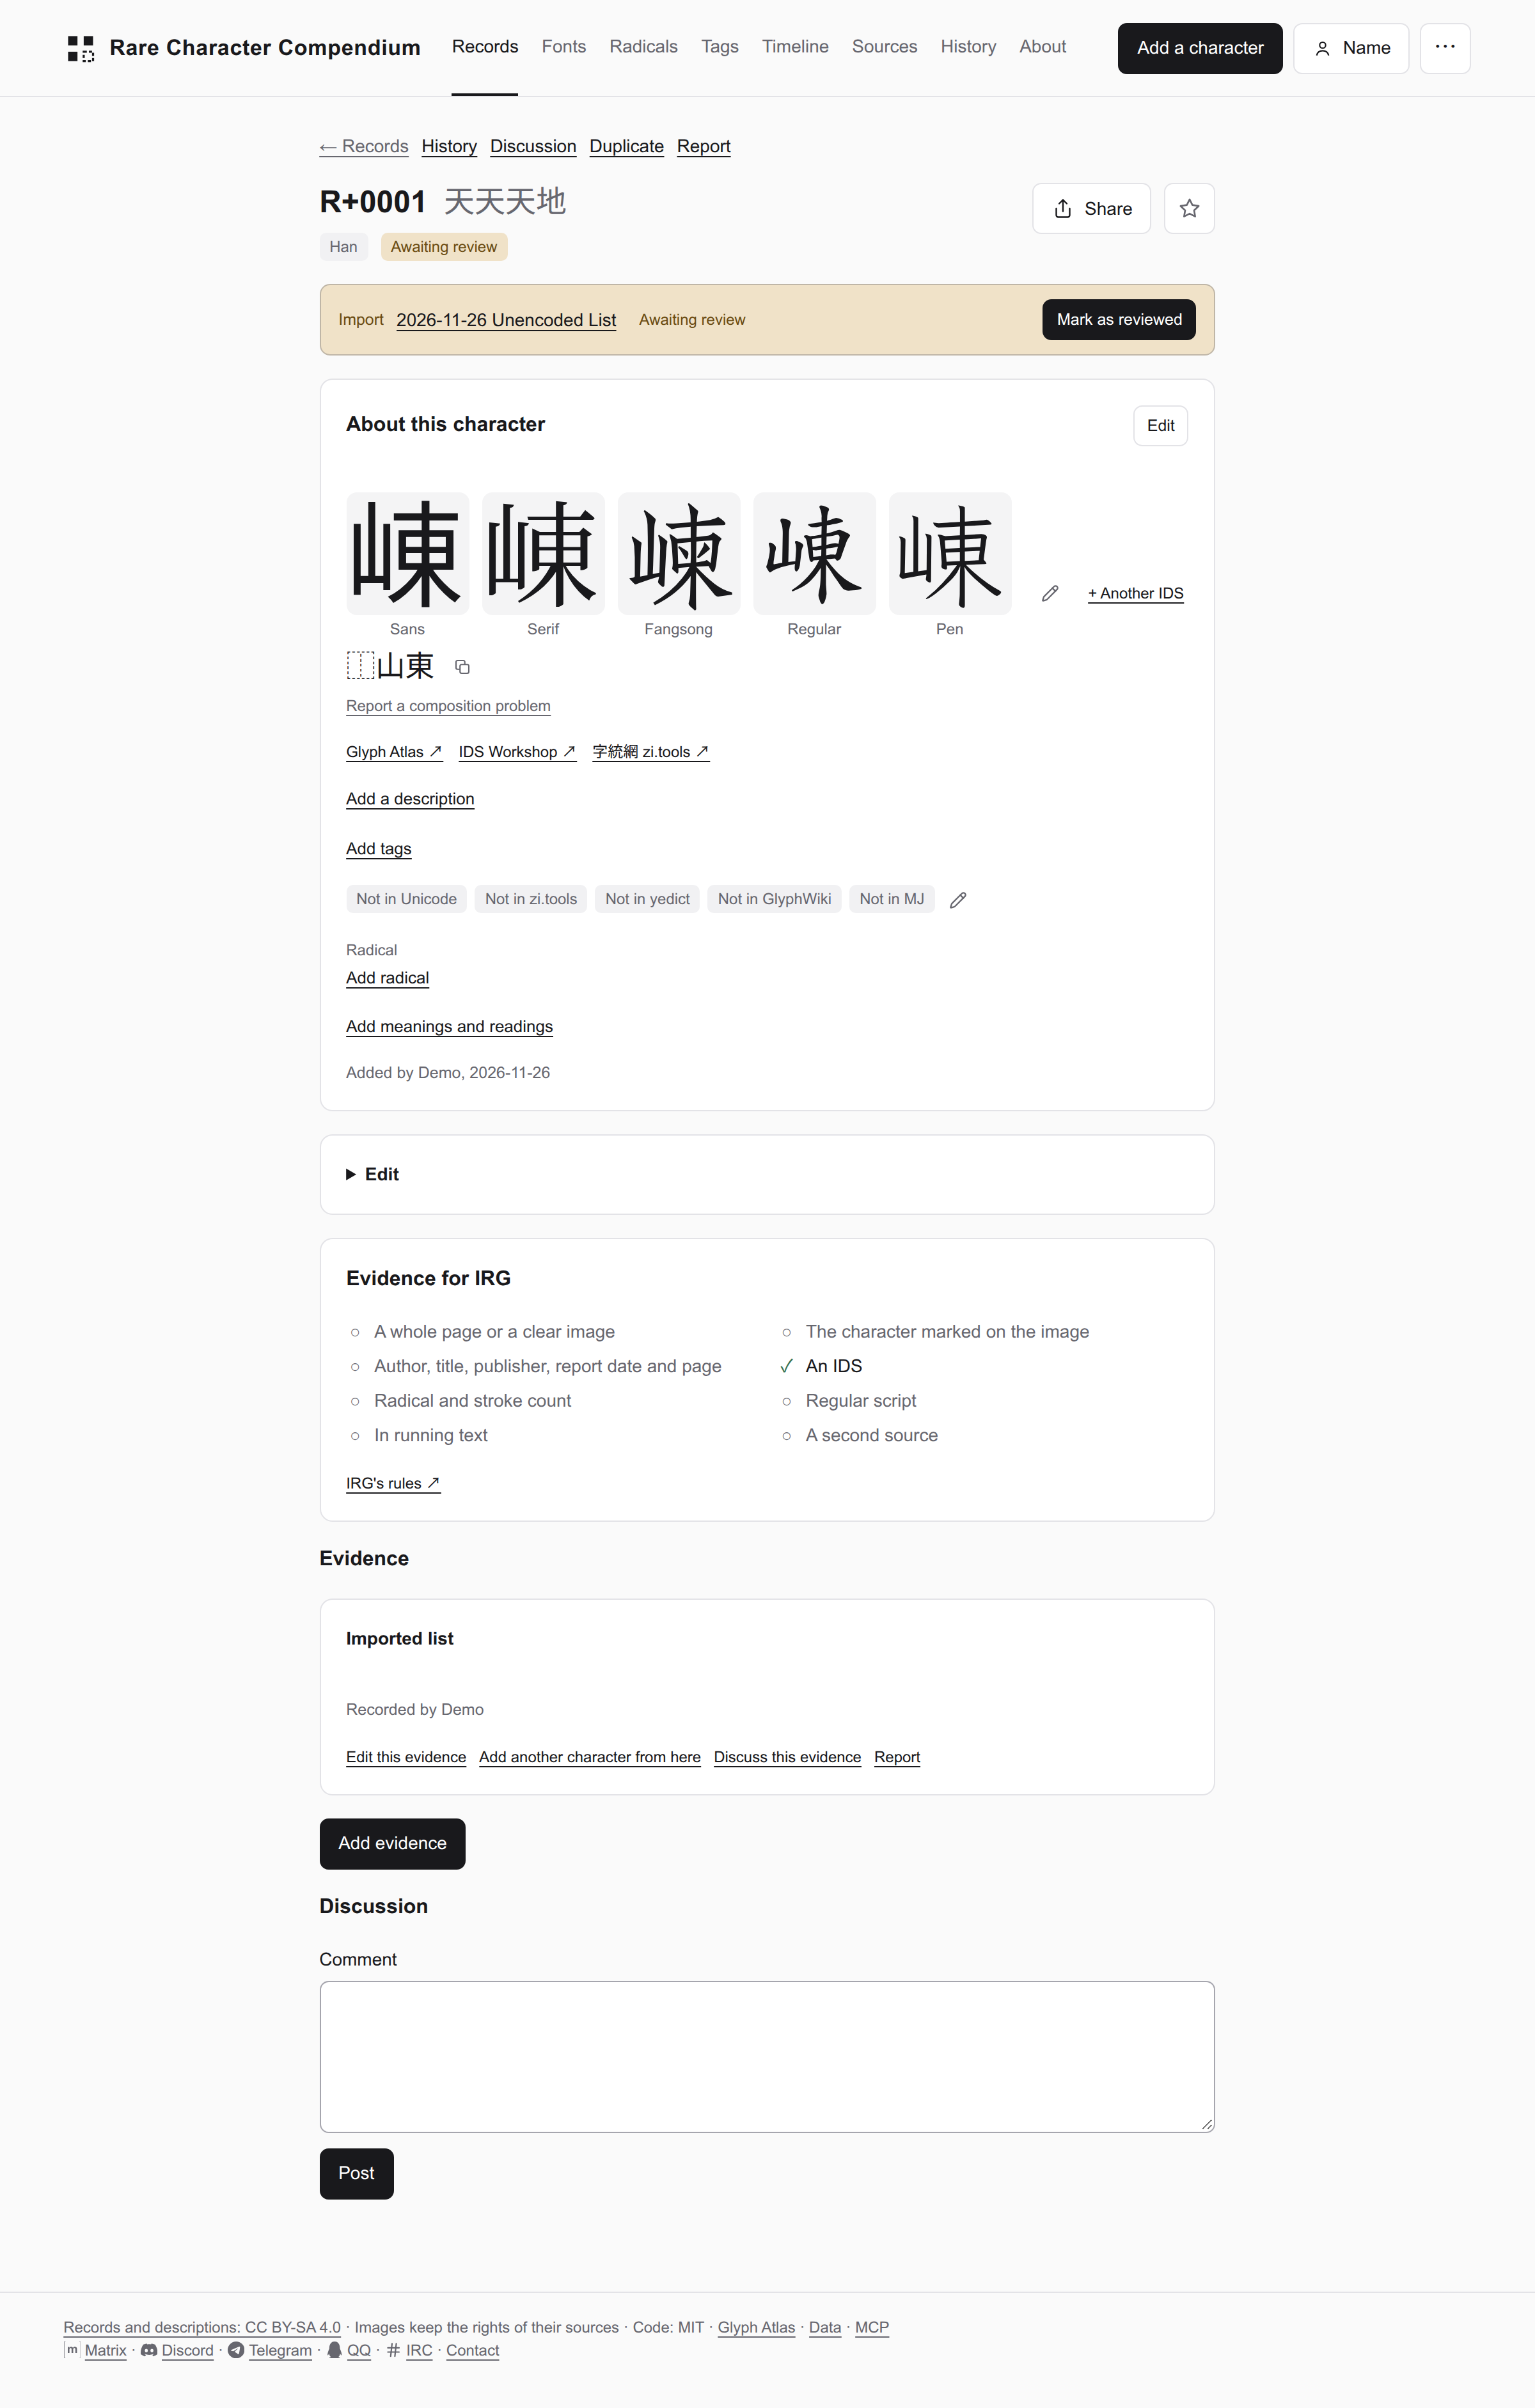 Rare Character Compendium Records Fonts Radicals Tags Timeline Sources History About Add a character Name ···
← Records History Discussion Duplicate Report
R+0001 天天天地 Share
Han Awaiting review
Import 2026-11-26 Unencoded List Awaiting review Mark as reviewed
About this character Edit
+ Another IDS
Sans Serif Fangsong Regular Pen
⿰山東
Report a composition problem
Glyph Atlas ↗ IDS Workshop ↗ 字統網 zi.tools ↗
Add a description
Add tags
Not in Unicode Not in zi.tools Not in yedict Not in GlyphWiki Not in MJ
Radical
Add radical
Add meanings and readings
Added by Demo, 2026-11-26
▶ Edit
Evidence for IRG
○ A whole page or a clear image ○ The character marked on the image
○ Author, title, publisher, report date and page ✓ An IDS
○ Radical and stroke count ○ Regular script
○ In running text ○ A second source
IRG's rules ↗
Evidence
Imported list
Recorded by Demo
Edit this evidence Add another character from here Discuss this evidence Report
Add evidence
Discussion
Comment
Post
Records and descriptions: CC BY-SA 4.0 · Images keep the rights of their sources · Code: MIT · Glyph Atlas · Data · MCP
[m] Matrix · Discord · Telegram · QQ · # IRC · Contact